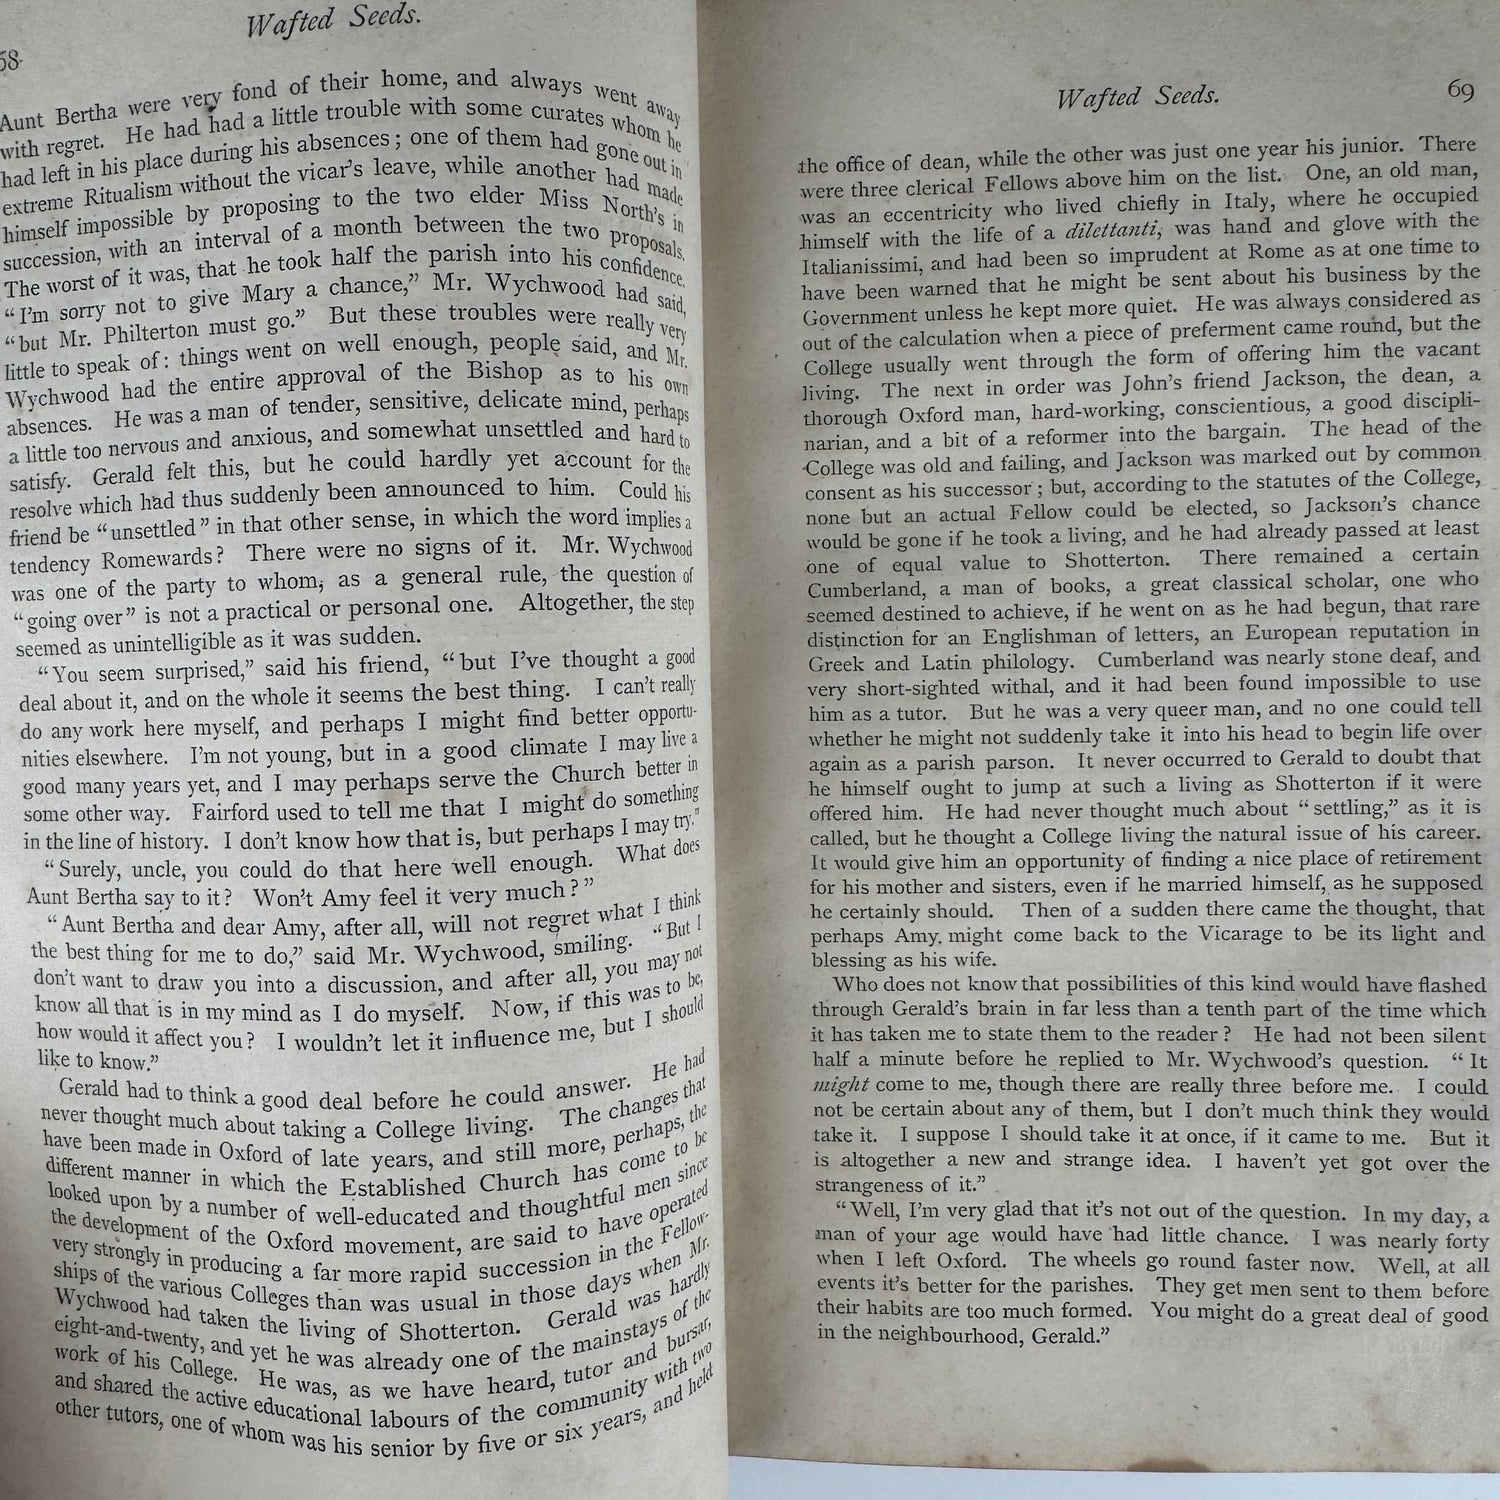 Wafted Seeds.
68
Aunt Bertha were very fond of their home, and always went away
with regret. He had had a little trouble with some curates whom he
had left in his place during his absences; one of them had gone out in
extreme Ritualism without the vicar's leave, while another had made
himself impossible by proposing to the two elder Miss North's in
succession, with an interval of a month between the two proposals.
The worst of it was, that he took half the parish into his confidence.
“I'm sorry not to give Mary a chance,” Mr. Wychwood had said,
“but Mr. Philterton must go.” But these troubles were really very
little to speak of: things went on well enough, people said, and Mr.
Wychwood had the entire approval of the Bishop as to his own
absences. He was a man of tender, sensitive, delicate mind, perhaps
a little too nervous and anxious, and somewhat unsettled and hard to
satisfy. Gerald felt this, but he could hardly yet account for the
resolve which had thus suddenly been announced to him. Could his
friend be “unsettled” in that other sense, in which the word implies a
tendency Romewards? There were no signs of it. Mr. Wychwood
was one of the party to whom, as a general rule, the question of
“going over” is not a practical or personal one. Altogether, the step
seemed as unintelligible as it was sudden.
“You seem surprised,” said his friend, “but I've thought a good
deal about it, and on the whole it seems the best thing. I can't really
do any work here myself, and perhaps I might find better opportu-
nities elsewhere. I'm not young, but in a good climate I may live a
good many years yet, and I may perhaps serve the Church better in
some other way. Fairford used to tell me that I might do something
in the line of history. I don't know how that is, but perhaps I may try.”
“Surely, uncle, you could do that here well enough. What does
Aunt Bertha say to it? Won't Amy feel it very much?”
“Aunt Bertha and dear Amy, after all, will not regret what I think
the best thing for me to do,” said Mr. Wychwood, smiling. “But I
don't want to draw you into a discussion, and after all, you may not
know all that is in my mind as I do myself. Now, if this was to be,
how would it affect you? I wouldn't let it influence me, but I should
like to know.”
Gerald had to think a good deal before he could answer. He had
never thought much about taking a College living. The changes that
have been made in Oxford of late years, and still more, perhaps, the
different manner in which the Established Church has come to be
looked upon by a number of well-educated and thoughtful men since
the development of the Oxford movement, are said to have operated
very strongly in producing a far more rapid succession in the Fellow-
ships of the various Colleges than was usual in those days when Mr.
Wychwood had taken the living of Shotterton. Gerald was hardly
eight-and-twenty, and yet he was already one of the mainstays of the
work of his College. He was, as we have heard, tutor and bursar,
and shared the active educational labours of the community with two
other tutors, one of whom was his senior by five or six years, and held
Wafted Seeds.
69
the office of dean, while the other was just one year his junior. There
were three clerical Fellows above him on the list. One, an old man,
was an eccentricity who lived chiefly in Italy, where he occupied
himself with the life of a dilettanti, was hand and glove with the
Italianissimi, and had been so imprudent at Rome as at one time to
have been warned that he might be sent about his business by the
Government unless he kept more quiet. He was always considered as
out of the calculation when a piece of preferment came round, but the
College usually went through the form of offering him the vacant
living. The next in order was John's friend Jackson, the dean, a
thorough Oxford man, hard-working, conscientious, a good discipli-
narian, and a bit of a reformer into the bargain. The head of the
College was old and failing, and Jackson was marked out by common
consent as his successor; but, according to the statutes of the College,
none but an actual Fellow could be elected, so Jackson's chance
would be gone if he took a living, and he had already passed at least
one of equal value to Shotterton. There remained a certain
Cumberland, a man of books, a great classical scholar, one who
seemed destined to achieve, if he went on as he had begun, that rare
distinction for an Englishman of letters, an European reputation in
Greek and Latin philology. Cumberland was nearly stone deaf, and
very short-sighted withal, and it had been found impossible to use
him as a tutor. But he was a very queer man, and no one could tell
whether he might not suddenly take it into his head to begin life over
again as a parish parson. It never occurred to Gerald to doubt that
he himself ought to jump at such a living as Shotterton if it were
offered him. He had never thought much about “settling,” as it is
called, but he thought a College living the natural issue of his career.
It would give him an opportunity of finding a nice place of retirement
for his mother and sisters, even if he married himself, as he supposed
he certainly should. Then of a sudden there came the thought, that
perhaps Amy might come back to the Vicarage to be its light and
blessing as his wife.
Who does not know that possibilities of this kind would have flashed
through Gerald's brain in far less than a tenth part of the time which
it has taken me to state them to the reader? He had not been silent
half a minute before he replied to Mr. Wychwood's question. “It
might come to me, though there are really three before me. I could
not be certain about any of them, but I don't much think they would
take it. I suppose I should take it at once, if it came to me. But it
is altogether a new and strange idea. I haven't yet got over the
strangeness of it.”
“Well, I'm very glad that it's not out of the question. In my day, a
man of your age would have had little chance. I was nearly forty
when I left Oxford. The wheels go round faster now. Well, at all
events it's better for the parishes. They get men sent to them before
their habits are too much formed. You might do a great deal of good
in the neighbourhood, Gerald.”